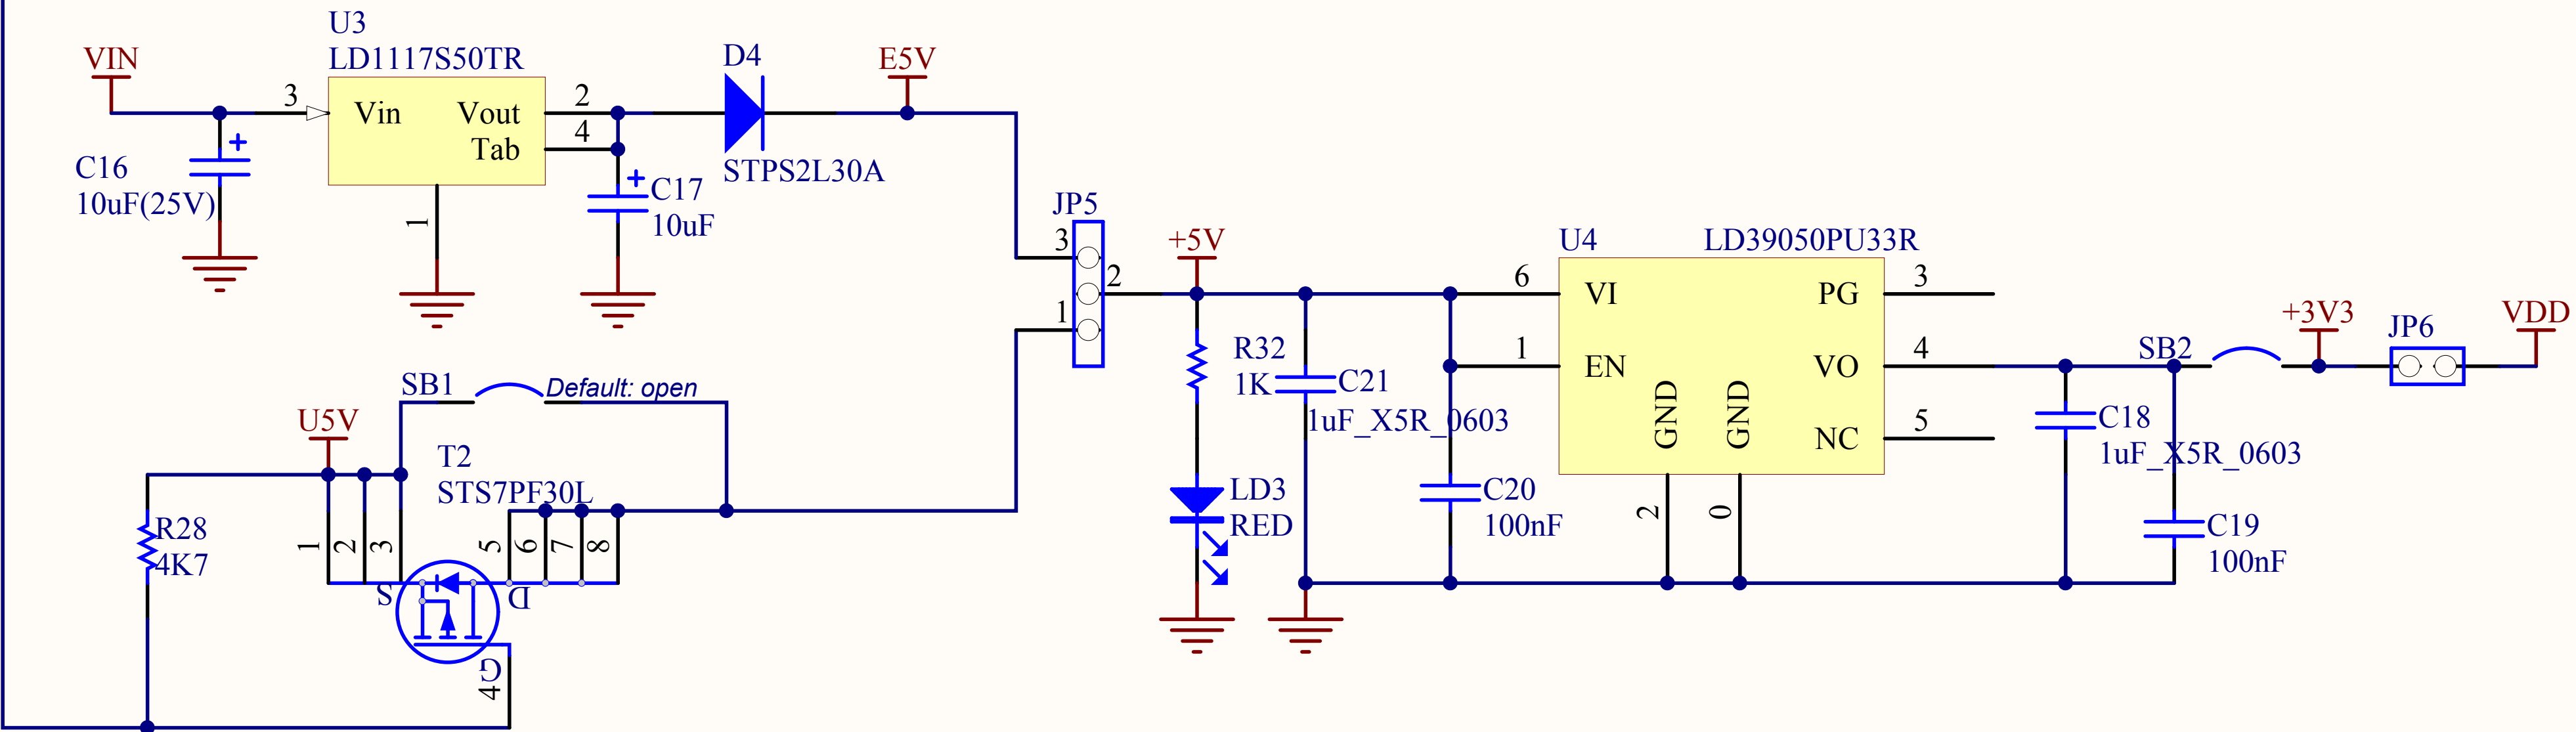 U3
LD1117S50TR
VIN
3
Vin
Vout
2
Tab
4
1
C16
10uF(25V)
C17
10uF
D4
STPS2L30A
E5V
JP5
3
2
1
SB1
Default: open
U5V
T2
STS7PF30L
R28
4K7
1
2
3
5
6
7
8
S
D
G
4
+5V
R32
1K
C21
1uF_X5R_0603
LD3
RED
C20
100nF
U4
LD39050PU33R
6
VI
PG
3
1
EN
VO
4
GND
GND
NC
5
2
0
SB2
+3V3
JP6
VDD
C18
1uF_X5R_0603
C19
100nF